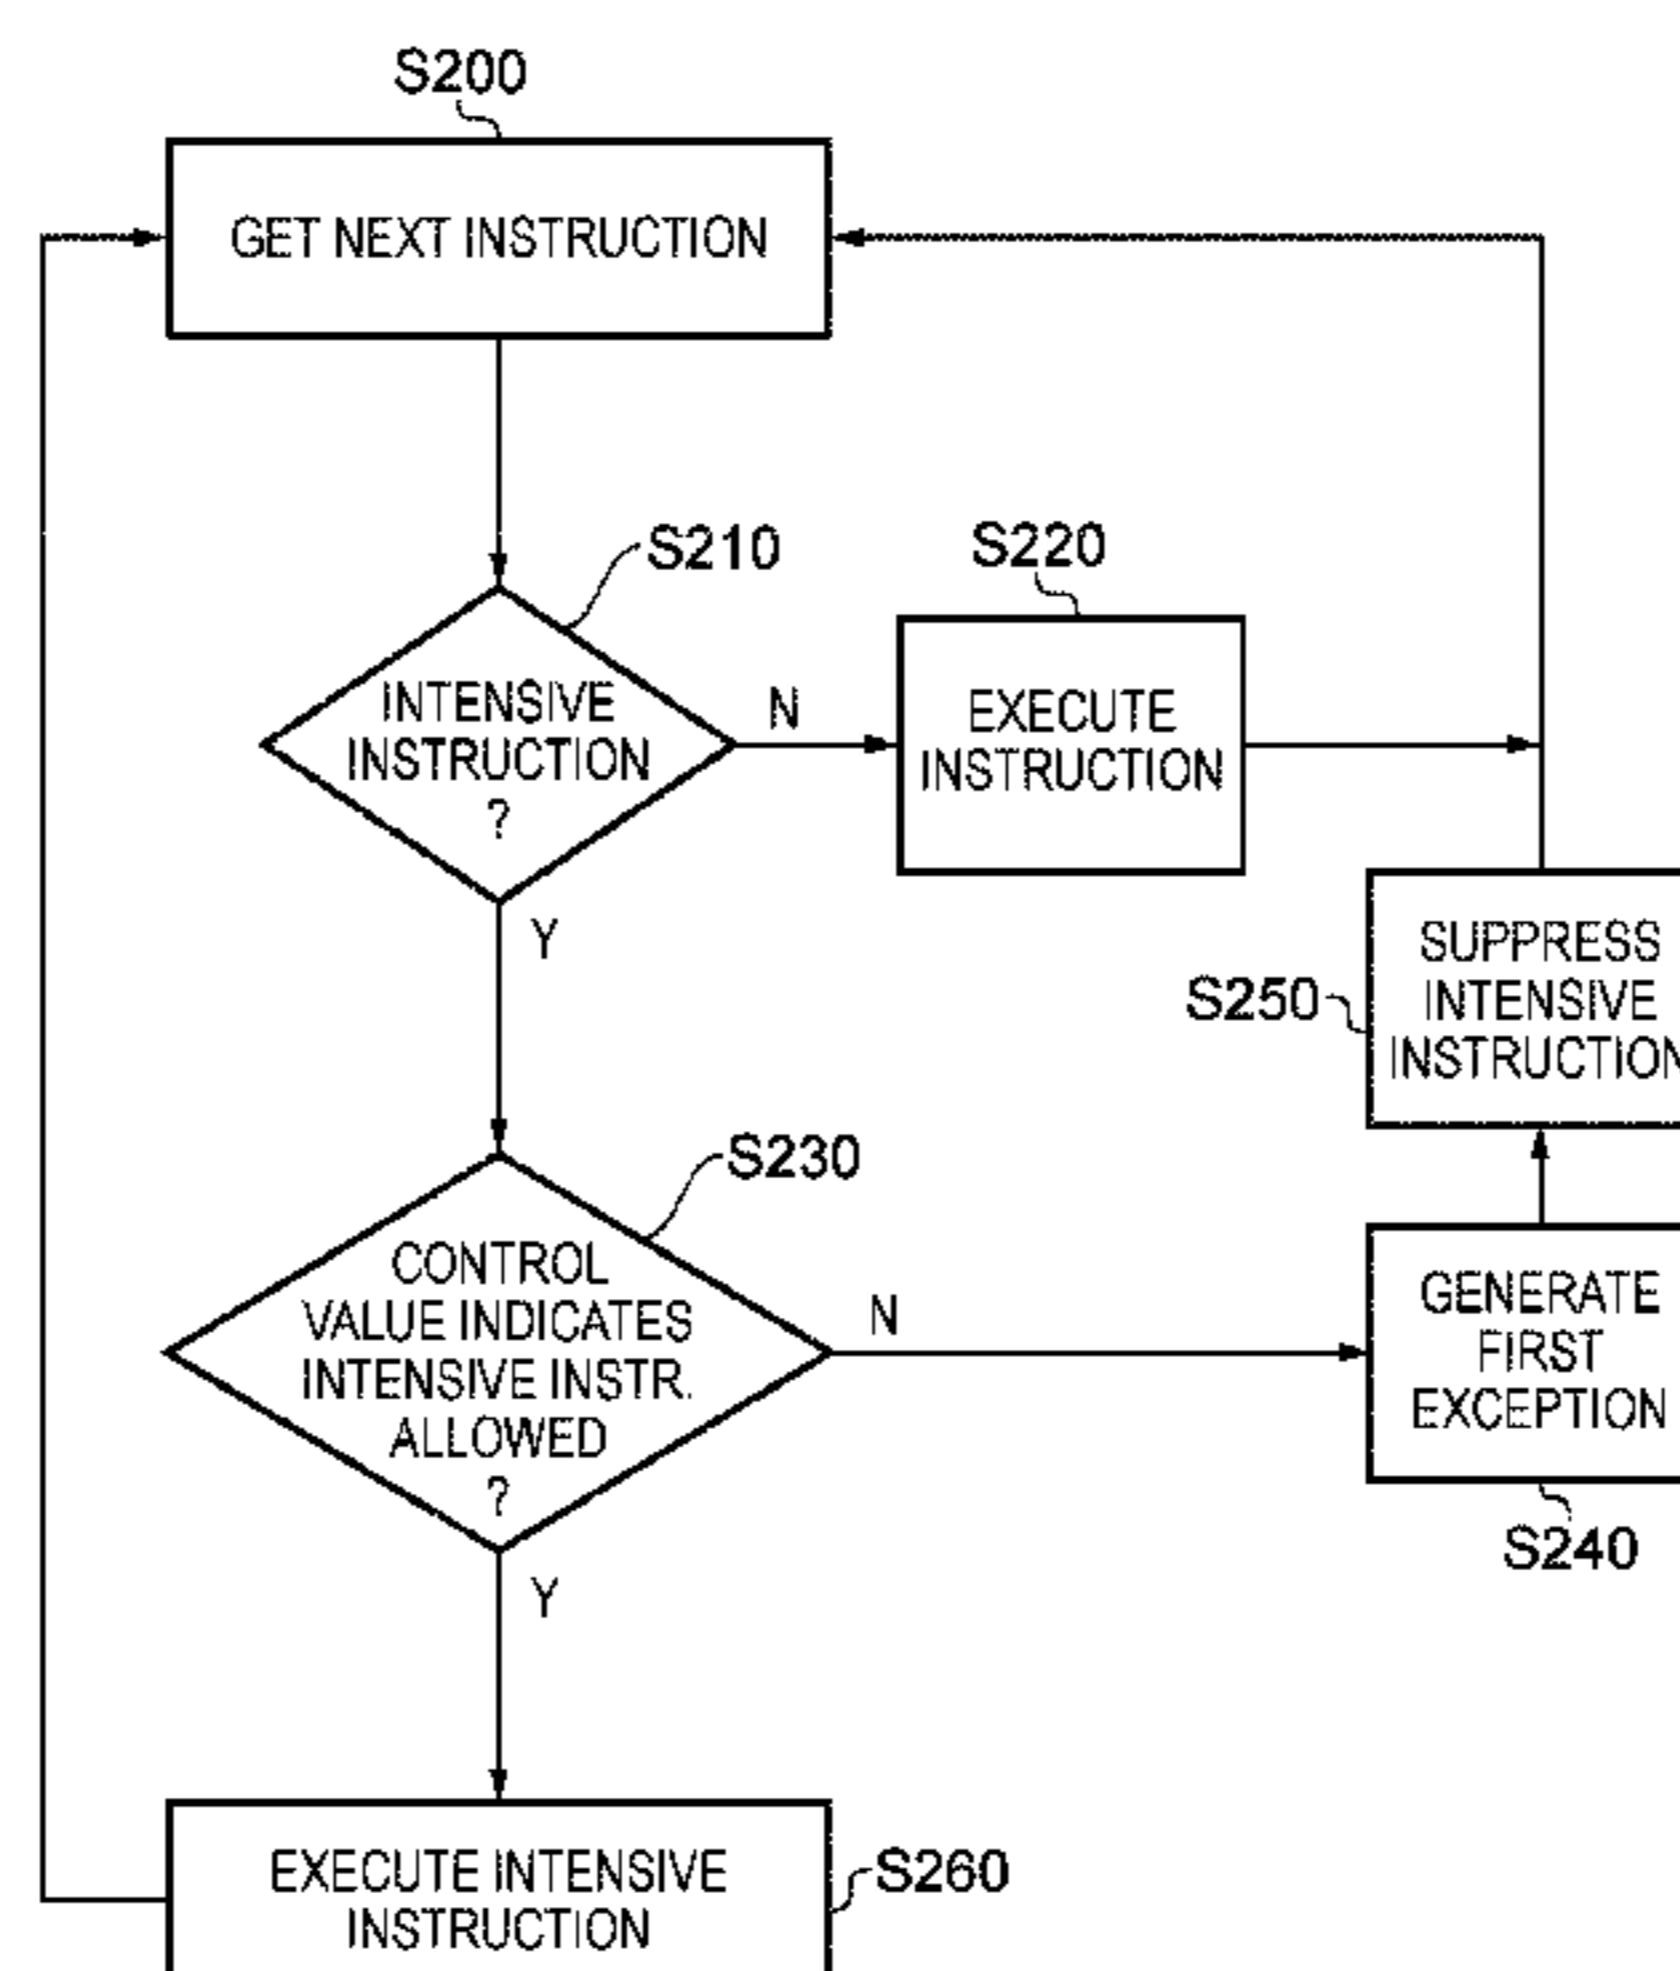 S200
GET NEXT INSTRUCTION
S210
INTENSIVE
INSTRUCTION
?
N
Y
S220
EXECUTE
INSTRUCTION
S250
SUPPRESS
INTENSIVE
INSTRUCTION
S230
CONTROL
VALUE INDICATES
INTENSIVE INSTR.
ALLOWED
?
N
Y
GENERATE
FIRST
EXCEPTION
S240
EXECUTE INTENSIVE
INSTRUCTION
S260